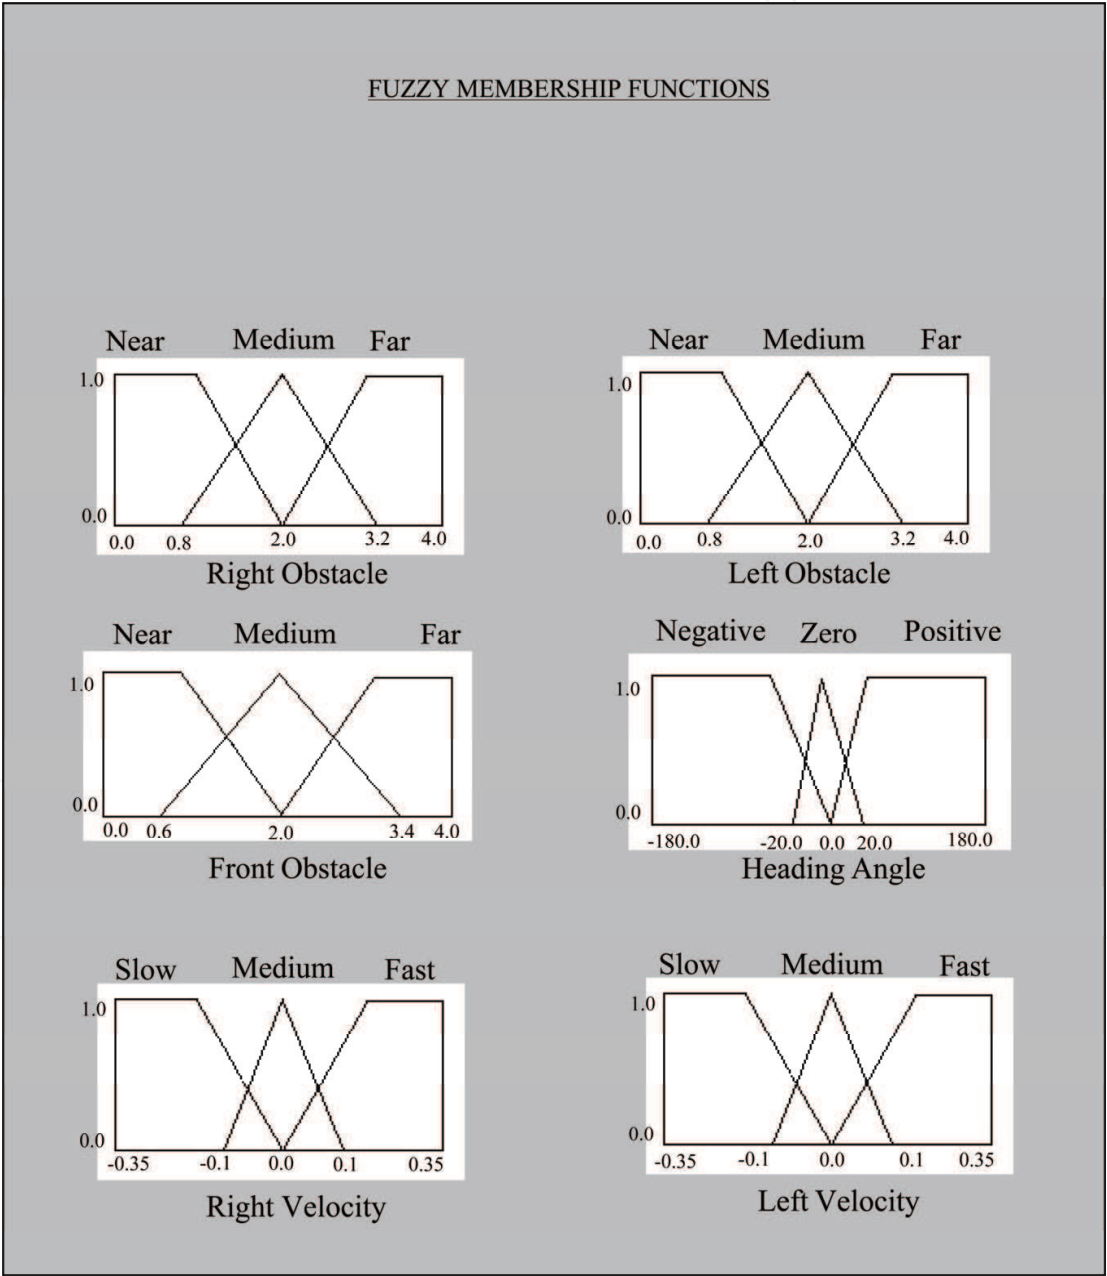 FUZZY MEMBERSHIP FUNCTIONS
Near Medium Far
1.0
0.0
0.0 0.8 2.0 3.2 4.0
Right Obstacle
Near Medium Far
1.0
0.0
0.0 0.8 2.0 3.2 4.0
Left Obstacle
Near Medium Far
1.0
0.0
0.0 0.6 2.0 3.4 4.0
Front Obstacle
Negative Zero Positive
1.0
0.0
-180.0 -20.0 0.0 20.0 180.0
Heading Angle
Slow Medium Fast
1.0
0.0
-0.35 -0.1 0.0 0.1 0.35
Right Velocity
Slow Medium Fast
1.0
0.0
-0.35 -0.1 0.0 0.1 0.35
Left Velocity